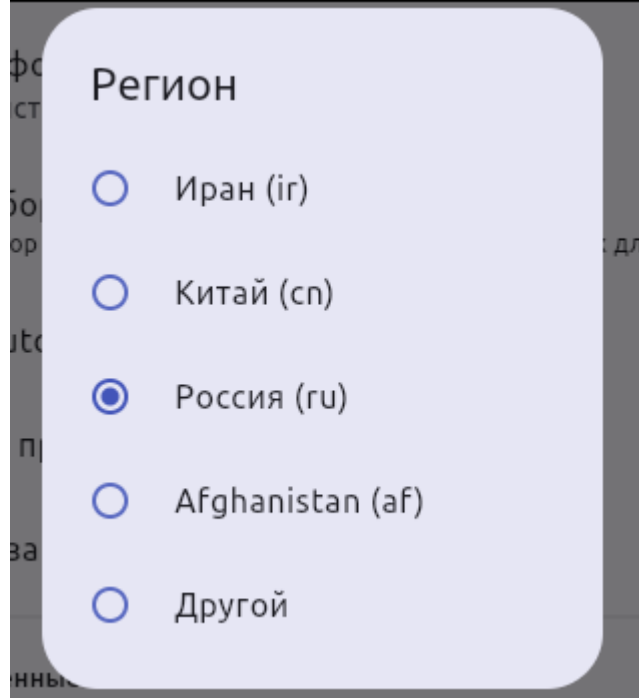 Регион
Иран (ir)
Китай (cn)
Россия (ru)
Afghanistan (af)
Другой